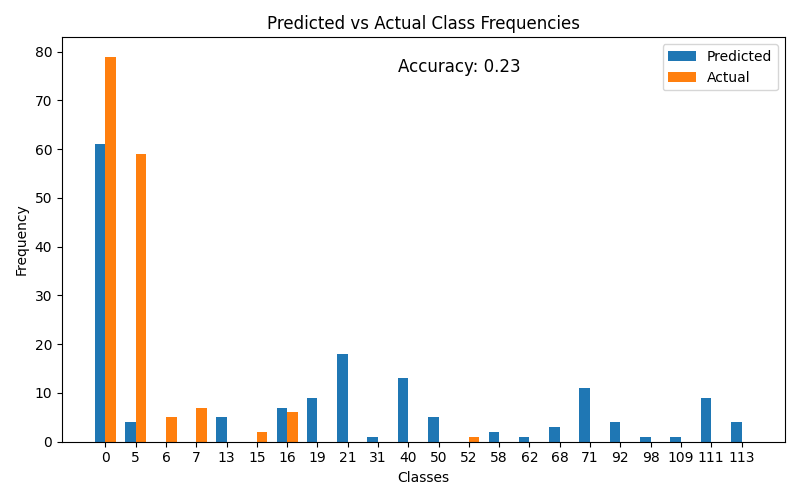 Predicted vs Actual Class Frequencies
Accuracy: 0.23
Predicted
Actual
Frequency
80
70
60
50
40
30
20
10
0
0 5 6 7 13 15 16 19 21 31 40 50 52 58 62 68 71 92 98 109 111 113
Classes